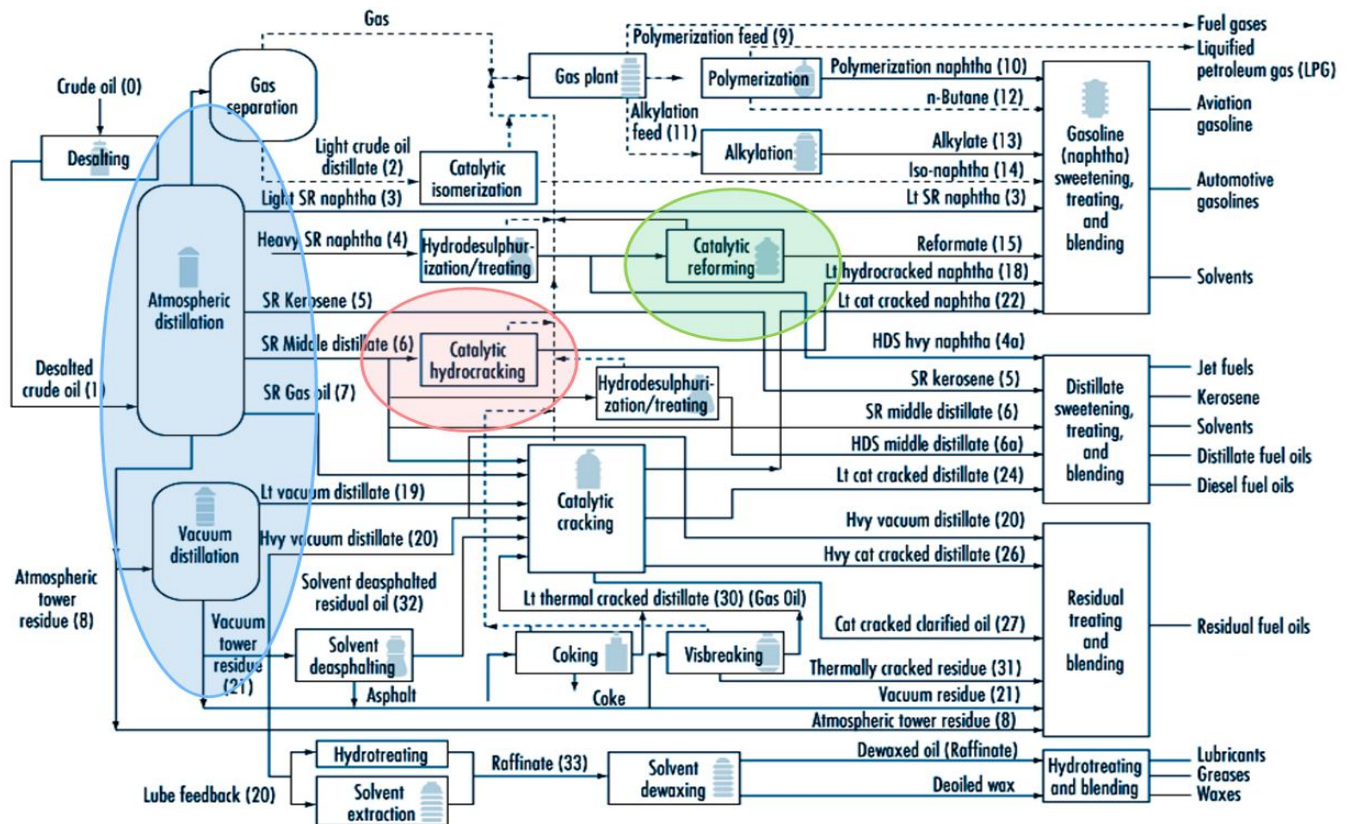 Gas
Fuel gases
Polymerization feed (9)
Liquified
petroleum gas (LPG)
Crude oil (0)
Gas
separation
Gas plant
Polymerization
Polymerization naphtha (10)
n-Butane (12)
Aviation
gasoline
Desalting
Alkylation
feed (11)
Light crude oil
distillate (2)
Catalytic
isomerization
Alkylation
Alkylate (13)
Iso-naphtha (14)
Gasoline
(naphtha)
sweetening,
treating,
and
blending
Automotive
gasolines
Light SR naphtha (3)
Lt SR naphtha (3)
Heavy SR naphtha (4)
Hydrodesulphur-
ization/treating
Catalytic
reforming
Reformate (15)
Lt hydrocracked naphtha (18)
Solvents
Atmospheric
distillation
SR Kerosene (5)
Lt cat cracked naphtha (22)
SR Middle distillate (6)
Catalytic
hydrocracking
HDS hvy naphtha (4a)
Desalted
crude oil (1)
SR Gas oil (7)
Hydrodesulphuri-
zation/treating
SR kerosene (5)
SR middle distillate (6)
HDS middle distillate (6a)
Lt cat cracked distillate (24)
Distillate
sweetening,
treating,
and
blending
Jet fuels
Kerosene
Solvents
Distillate fuel oils
Diesel fuel oils
Lt vacuum distillate (19)
Catalytic
cracking
Vacuum
distillation
Hvy vacuum distillate (20)
Hvy vacuum distillate (20)
Hvy cat cracked distillate (26)
Atmospheric
tower
residue (8)
Solvent deasphalted
residual oil (32)
Lt thermal cracked distillate (30) (Gas Oil)
Residual
treating
and
blending
Residual fuel oils
Vacuum
tower
residue
(21)
Solvent
deasphalting
Coking
Visbreaking
Cat cracked clarified oil (27)
Thermally cracked residue (31)
Asphalt
Coke
Vacuum residue (21)
Atmospheric tower residue (8)
Hydrotreating
Raffinate (33)
Solvent
dewaxing
Dewaxed oil (Raffinate)
Deoiled wax
Hydrotreating
and blending
Lubricants
Greases
Waxes
Lube feedback (20)
Solvent
extraction